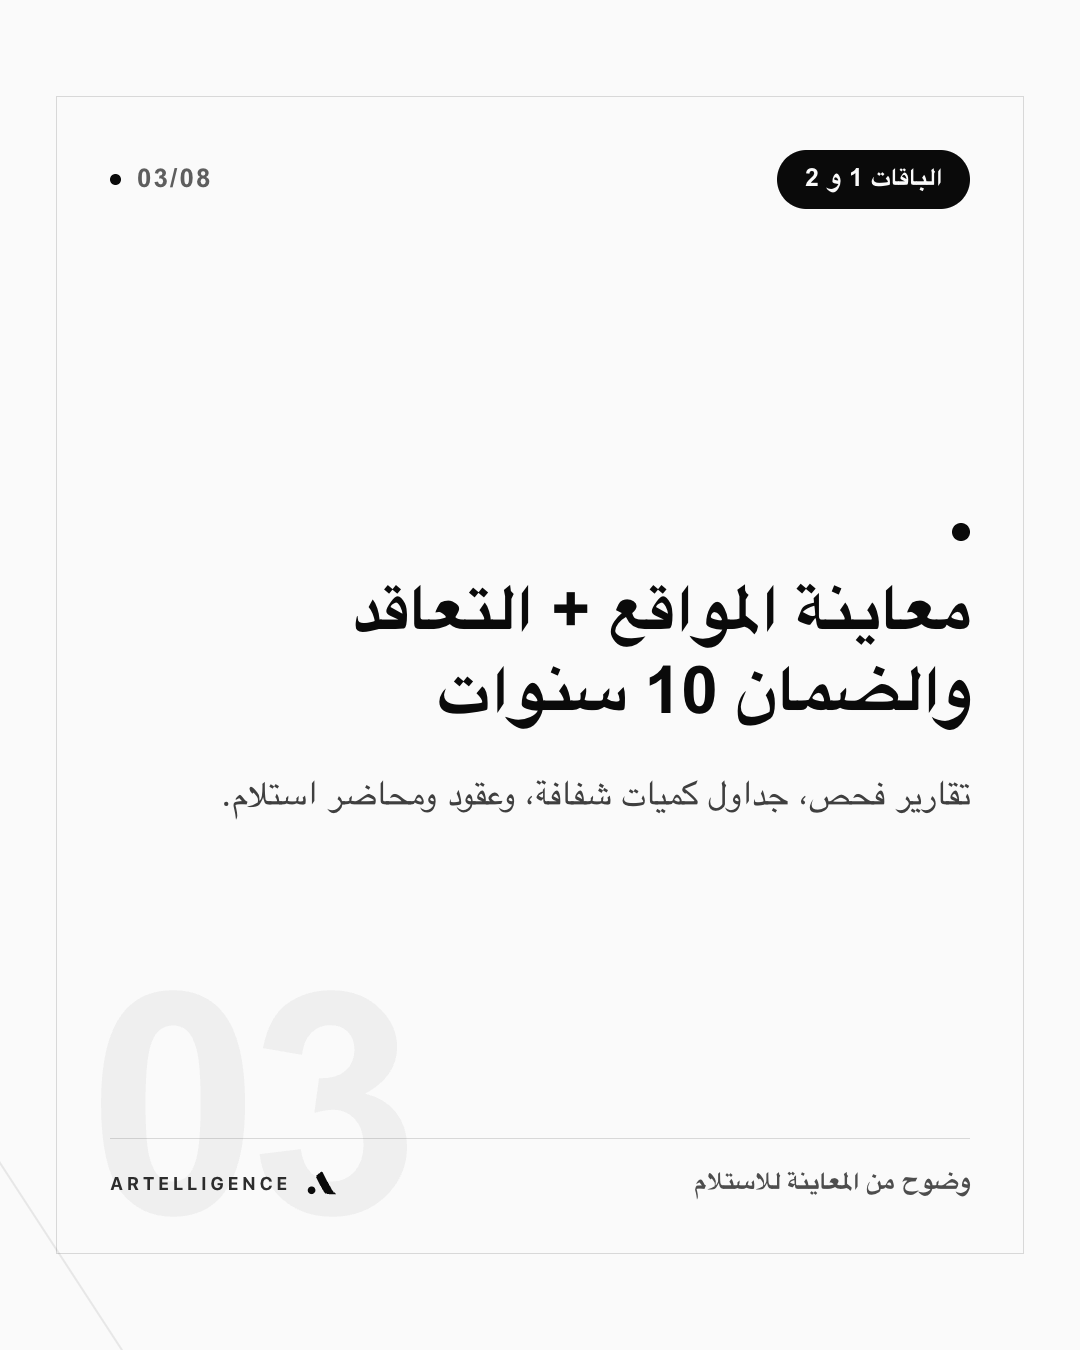 الباقات 1 و 2
03/08
معاينة المواقع + التعاقد
والضمان 10 سنوات
تقارير فحص، جداول كميات شفافة، وعقود ومحاضر استلام.
03
وضوح من المعاينة للاستلام
ARTELLIGENCE